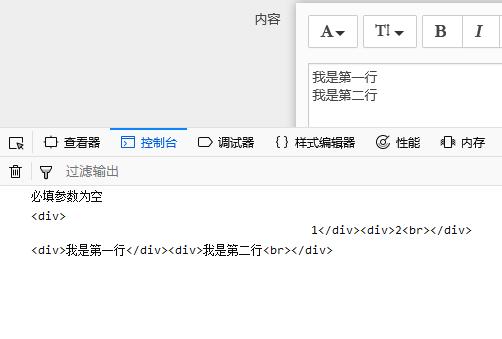 内容
A T B I
我是第一行
我是第二行
查看器 控制台 调试器 {} 样式编辑器 性能 内存
过滤输出
必填参数为空
<div>
1</div><div>2<br></div>
<div>我是第一行</div><div>我是第二行<br></div>